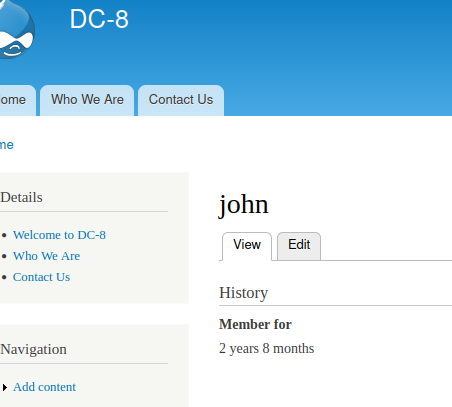 DC-8
ome
Who We Are
Contact Us
me
Details
Welcome to DC-8
Who We Are
Contact Us
Navigation
Add content
john
View
Edit
History
Member for
2 years 8 months